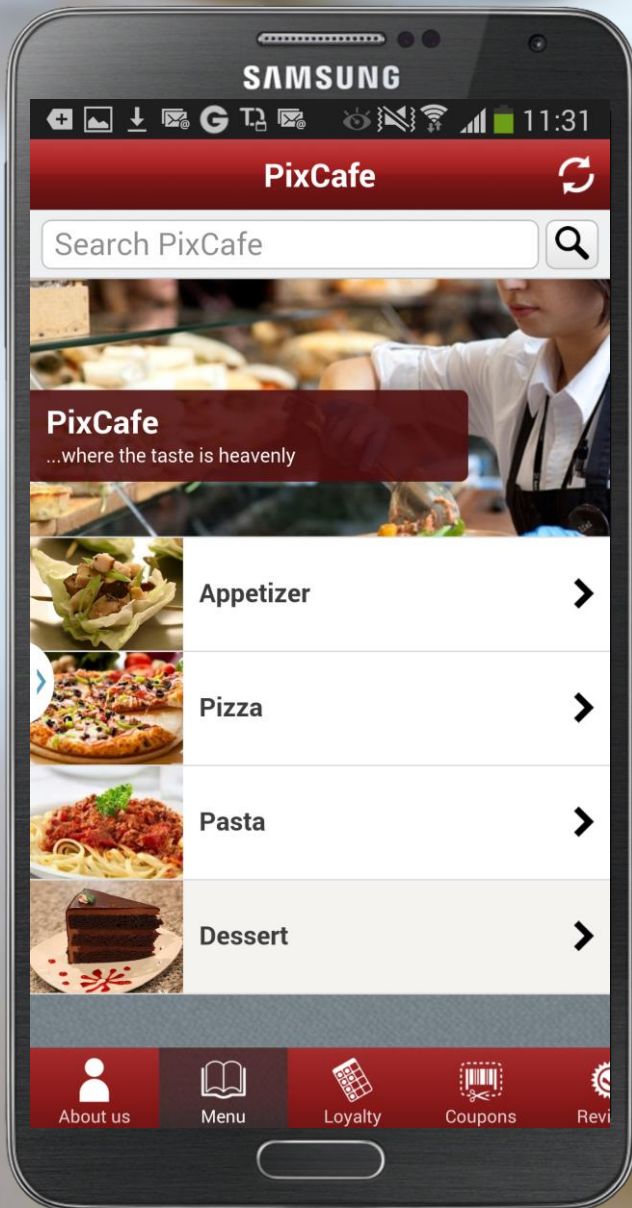 SAMSUNG
11:31
PixCafe
Search PixCafe
PixCafe
...where the taste is heavenly
Appetizer
Pizza
Pasta
Dessert
About us
Menu
Loyalty
Coupons
Revi